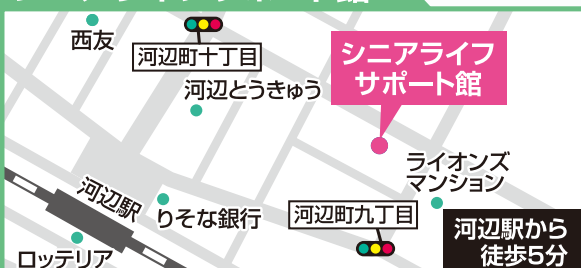 西友
河辺町十丁目
シニアライフ
サポート館
河辺とうきゅう
ライオンズ
マンション
河辺駅
りそな銀行
河辺町九丁目
ロッテリア
河辺駅から
徒歩5分